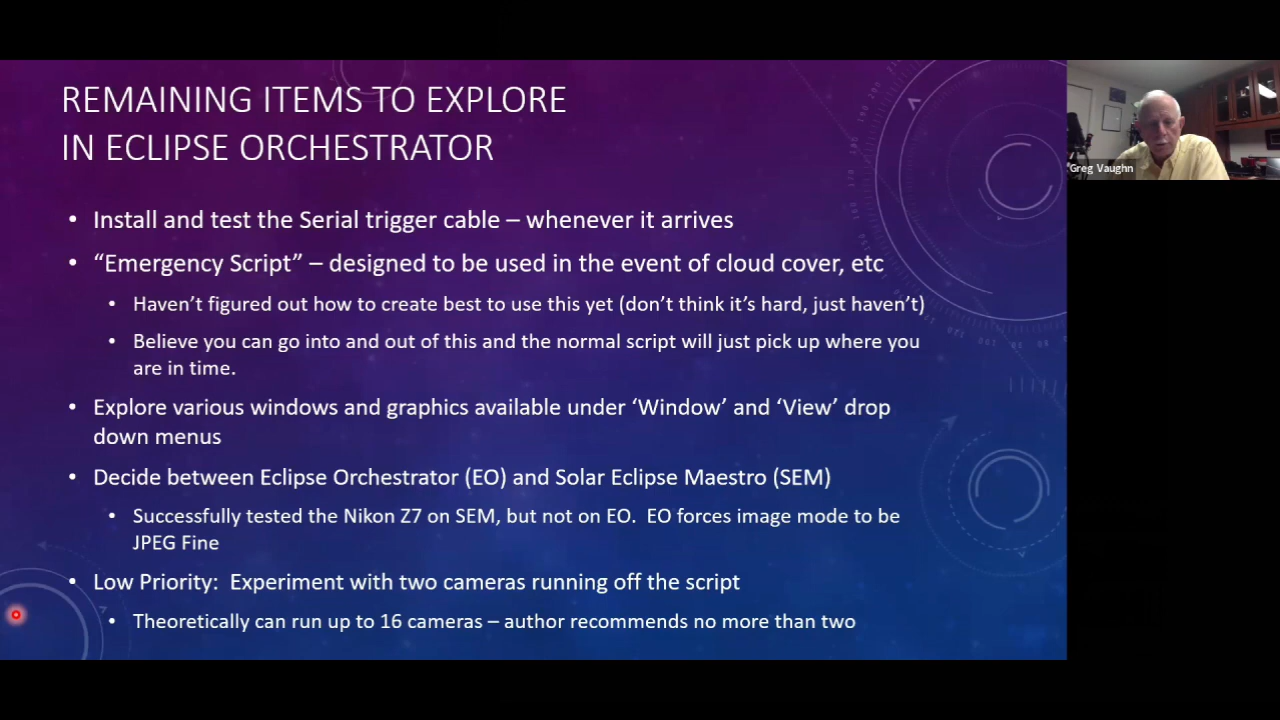 REMAINING ITEMS TO EXPLORE
IN ECLIPSE ORCHESTRATOR
• Install and test the Serial trigger cable – whenever it arrives
• “Emergency Script” – designed to be used in the event of cloud cover, etc
• Haven’t figured out how to create best to use this yet (don’t think it’s hard, just haven’t)
• Believe you can go into and out of this and the normal script will just pick up where you
are in time.
• Explore various windows and graphics available under ‘Window’ and ‘View’ drop
down menus
• Decide between Eclipse Orchestrator (EO) and Solar Eclipse Maestro (SEM)
• Successfully tested the Nikon Z7 on SEM, but not on EO.  EO forces image mode to be
JPEG Fine
• Low Priority:  Experiment with two cameras running off the script
• Theoretically can run up to 16 cameras – author recommends no more than two
Greg Vaughn